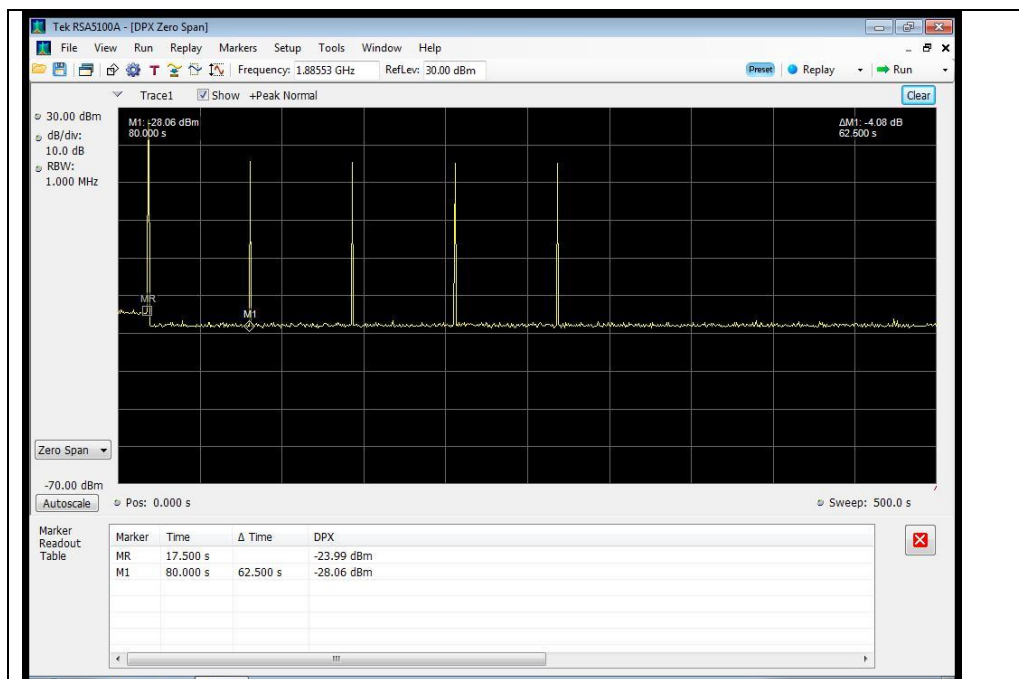 Tek RSA5100A - [DPX Zero Span]
File View Run Replay Markers Setup Tools Window Help
T Frequency: 1.88553 GHz RefLev: 30.00 dBm Preset Replay Run
Trace1 Show +Peak Normal Clear
30.00 dBm
dB/div:
10.0 dB
RBW:
1.000 MHz
M1: -28.06 dBm
80.000 s
ΔM1: -4.08 dB
62.500 s
MR
M1
Zero Span
-70.00 dBm
Autoscale Pos: 0.000 s Sweep: 500.0 s
Marker
Readout
Table
Marker Time Δ Time DPX
MR 17.500 s -23.99 dBm
M1 80.000 s 62.500 s -28.06 dBm